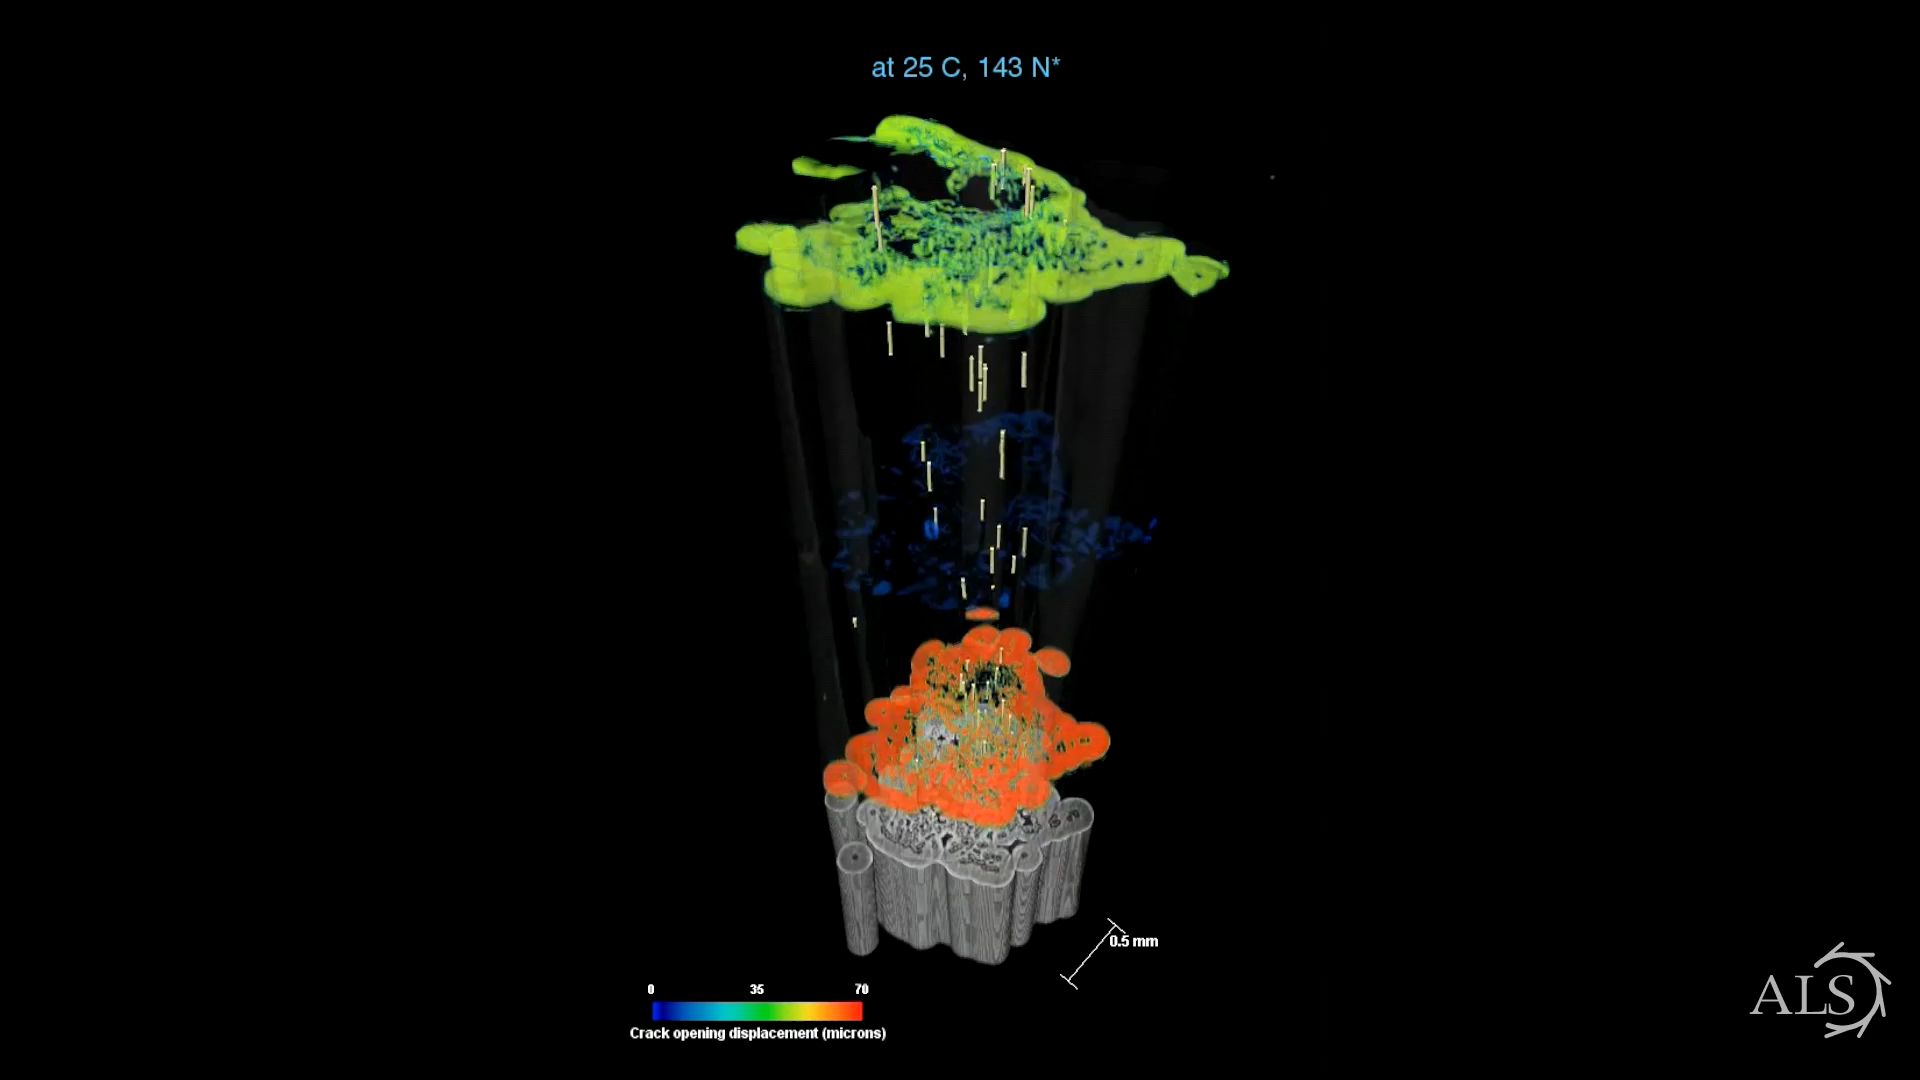 at 25 C, 143 N*
0.5 mm
0 35 70
Crack opening displacement (microns)
ALS